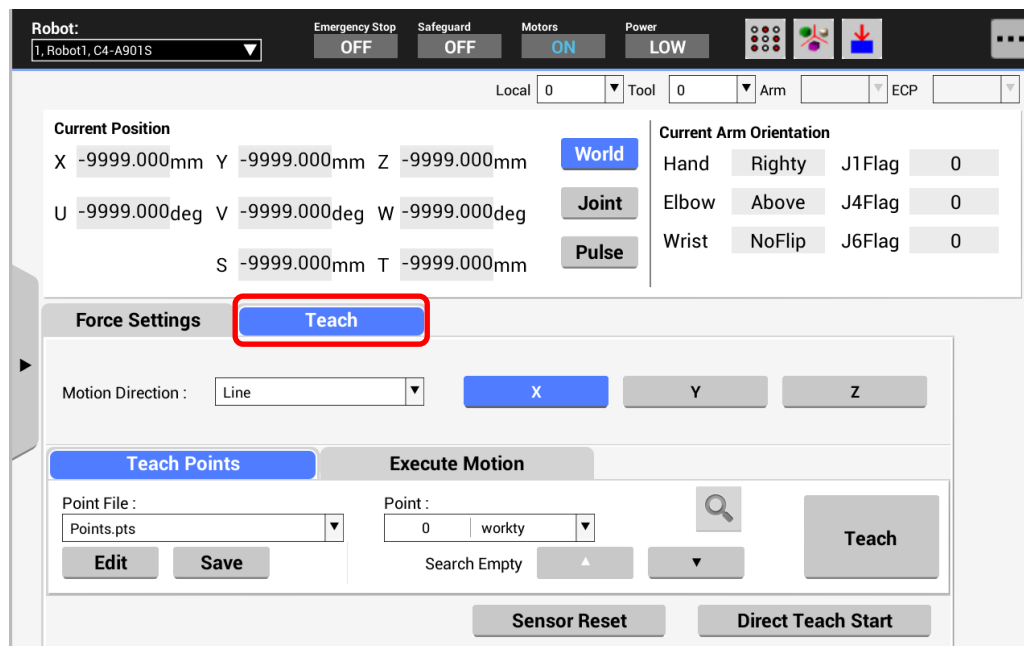 Robot:
1, Robot1, C4-A901S
Emergency Stop Safeguard Motors Power
OFF OFF ON LOW
Local 0 Tool 0 Arm ECP
Current Position
X -9999.000mm Y -9999.000mm Z -9999.000mm
U -9999.000deg V -9999.000deg W -9999.000deg
S -9999.000mm T -9999.000mm
World
Joint
Pulse
Current Arm Orientation
Hand Righty J1Flag 0
Elbow Above J4Flag 0
Wrist NoFlip J6Flag 0
Force Settings Teach
Motion Direction : Line X Y Z
Teach Points Execute Motion
Point File : Point :
Points.pts 0 workty
Edit Save Search Empty
Teach
Sensor Reset Direct Teach Start